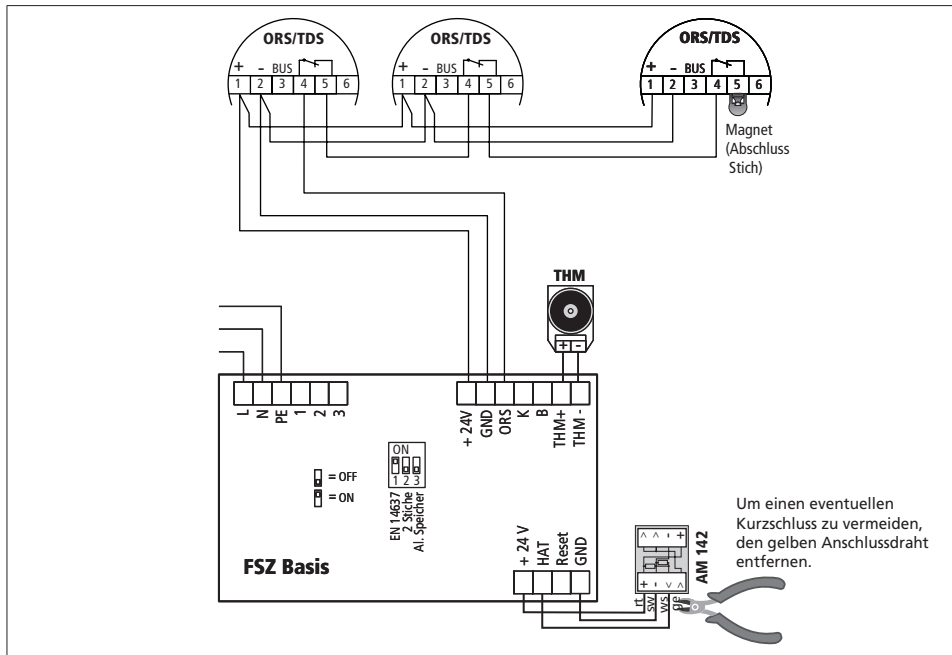 ORS/TDS
+ – BUS
1 2 3 4 5 6
ORS/TDS
+ – BUS
1 2 3 4 5 6
ORS/TDS
+ – BUS
1 2 3 4 5 6
Magnet
(Abschluss
Stich)
THM
+ -
L
N
PE
1
2
3
+ 24V
GND
ORS
K
B
THM+
THM -
= OFF
= ON
ON
1 2 3
EN 14637
2 Stiche
Al. Speicher
FSZ Basis
+ 24 V
HAT
Reset
GND
< < – +
+ – < <
rt
sw
ws
ge
AM 142
Um einen eventuellen
Kurzschluss zu vermeiden,
den gelben Anschlussdraht
entfernen.